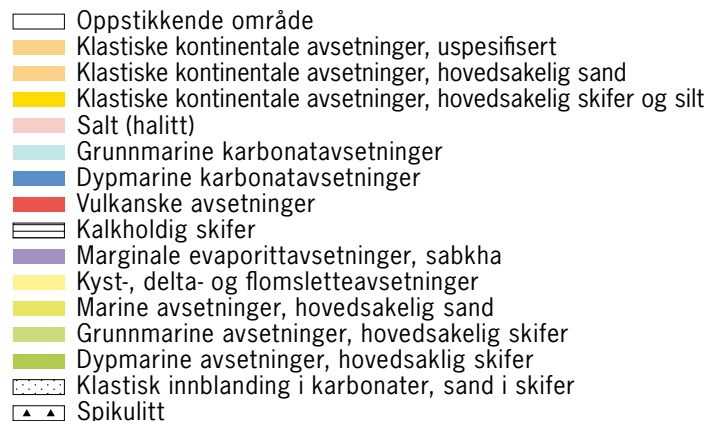 Oppstikkende område
Klastiske kontinentale avsetninger, uspesifisert
Klastiske kontinentale avsetninger, hovedsakelig sand
Klastiske kontinentale avsetninger, hovedsakelig skifer og silt
Salt (halitt)
Grunnmarine karbonatavsetninger
Dypmarine karbonatavsetninger
Vulkanske avsetninger
Kalkholdig skifer
Marginale evaporittavsetninger, sabkha
Kyst-, delta- og flomsletteavsetninger
Marine avsetninger, hovedsakelig sand
Grunnmarine avsetninger, hovedsakelig skifer
Dypmarine avsetninger, hovedsaklig skifer
Klastisk innblanding i karbonater, sand i skifer
Spikulitt